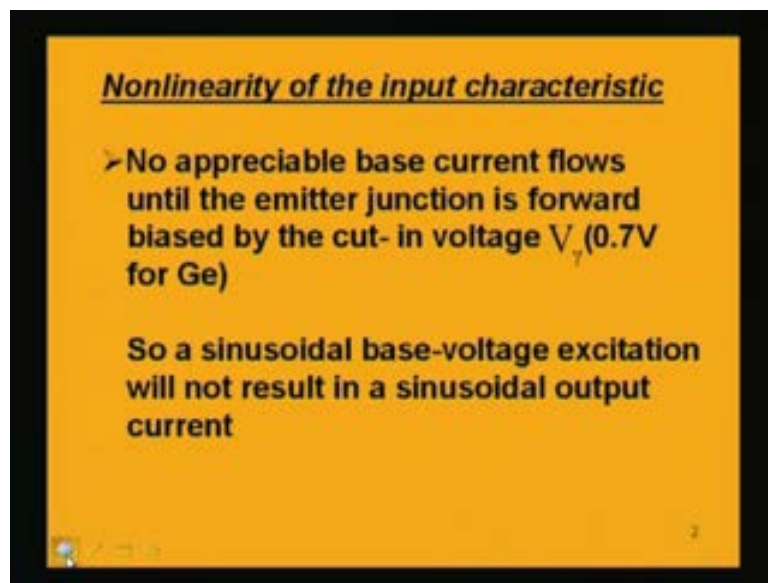 Nonlinearity of the input characteristic
➢No appreciable base current flows
until the emitter junction is forward
biased by the cut- in voltage Vγ(0.7V
for Ge)
So a sinusoidal base-voltage excitation
will not result in a sinusoidal output
current
2